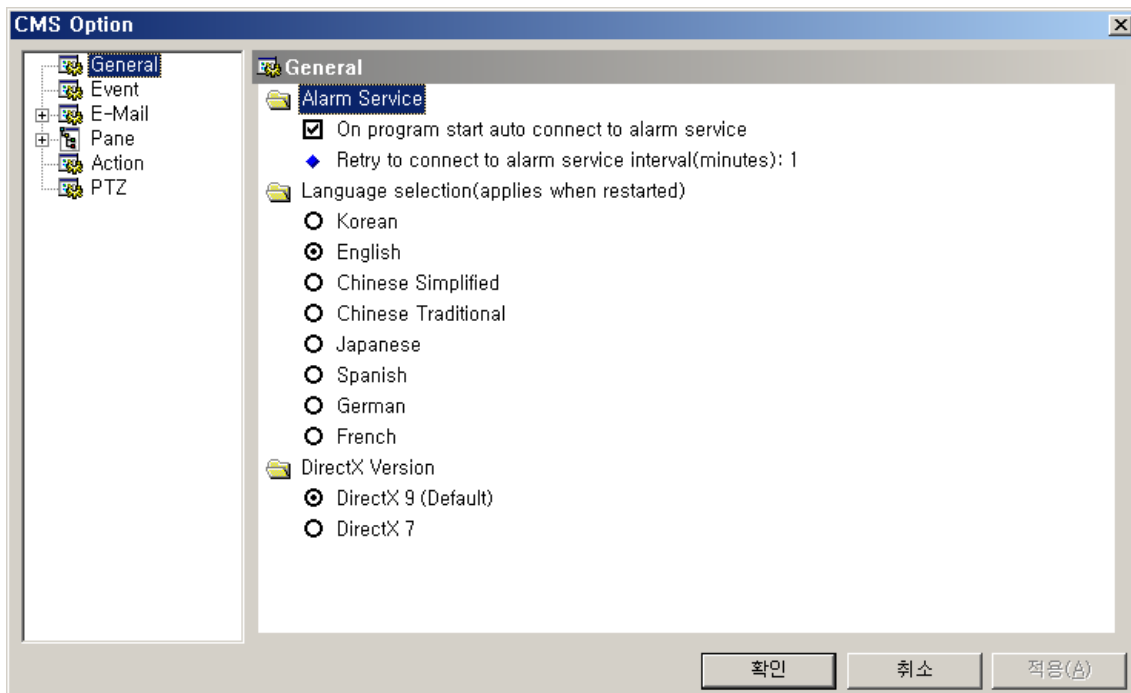 CMS Option
General
Event
E-Mail
Pane
Action
PTZ
General
Alarm Service
On program start auto connect to alarm service
Retry to connect to alarm service interval(minutes): 1
Language selection(applies when restarted)
Korean
English
Chinese Simplified
Chinese Traditional
Japanese
Spanish
German
French
DirectX Version
DirectX 9 (Default)
DirectX 7
확인 취소 적용(A)